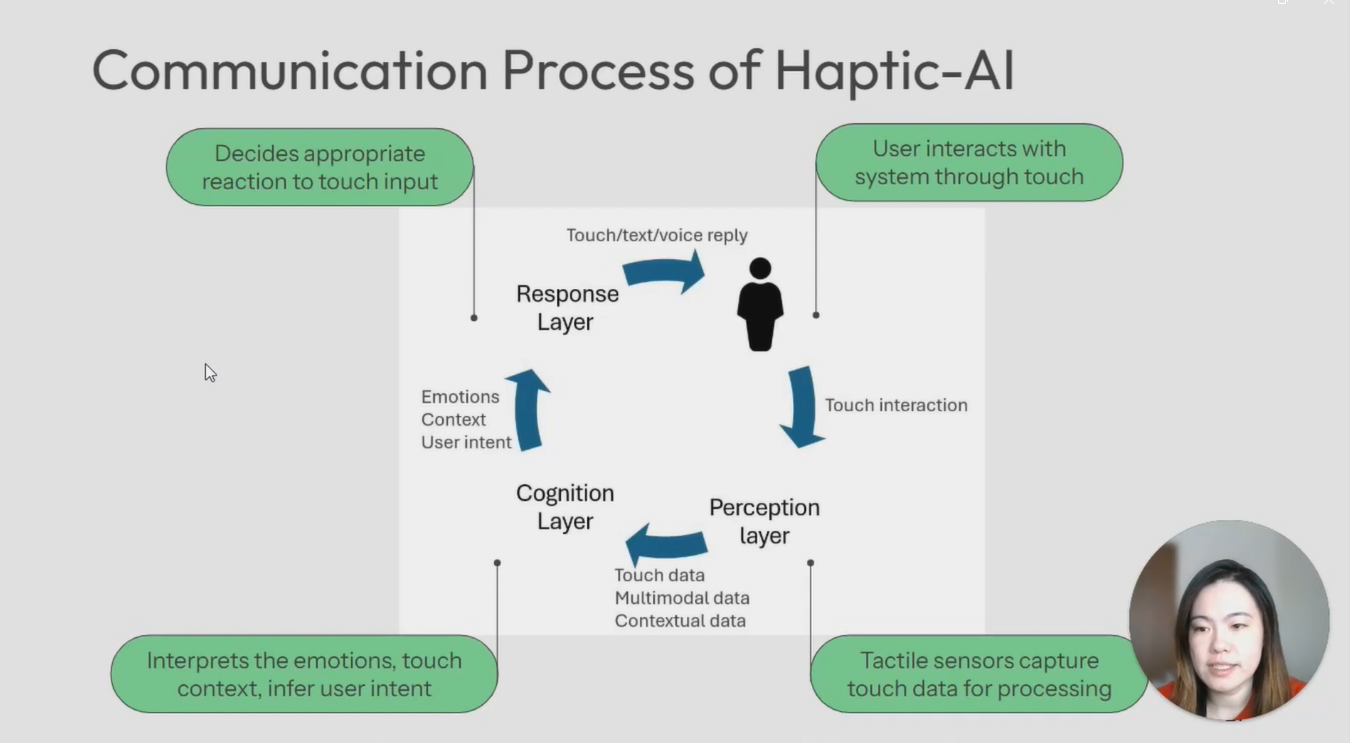 Communication Process of Haptic-AI
Decides appropriate
reaction to touch input
User interacts with
system through touch
Touch/text/voice reply
Response
Layer
Emotions
Context
User intent
Touch interaction
Cognition
Layer
Perception
layer
Touch data
Multimodal data
Contextual data
Interprets the emotions, touch
context, infer user intent
Tactile sensors capture
touch data for processing